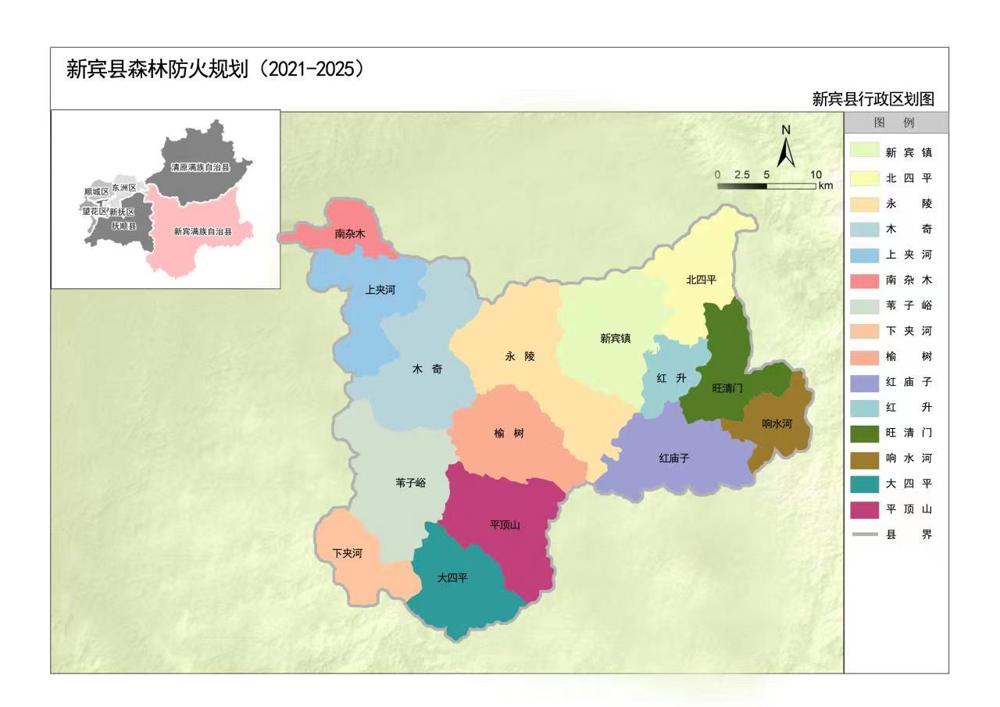 新宾县森林防火规划（2021-2025）
新宾县行政区划图
清原满族自治县
顺城区
东洲区
望花区
新抚区
抚顺县
新宾满族自治县
N
0 2.5 5 10
km
南杂木
上夹河
北四平
新宾镇
永 陵
木 奇
红 升
旺清门
响水河
榆 树
红庙子
苇子峪
平顶山
下夹河
大四平
图 例
新 宾 镇
北 四 平
永 陵
木 奇
上 夹 河
南 杂 木
苇 子 峪
下 夹 河
榆 树
红 庙 子
红 升
旺 清 门
响 水 河
大 四 平
平 顶 山
县 界